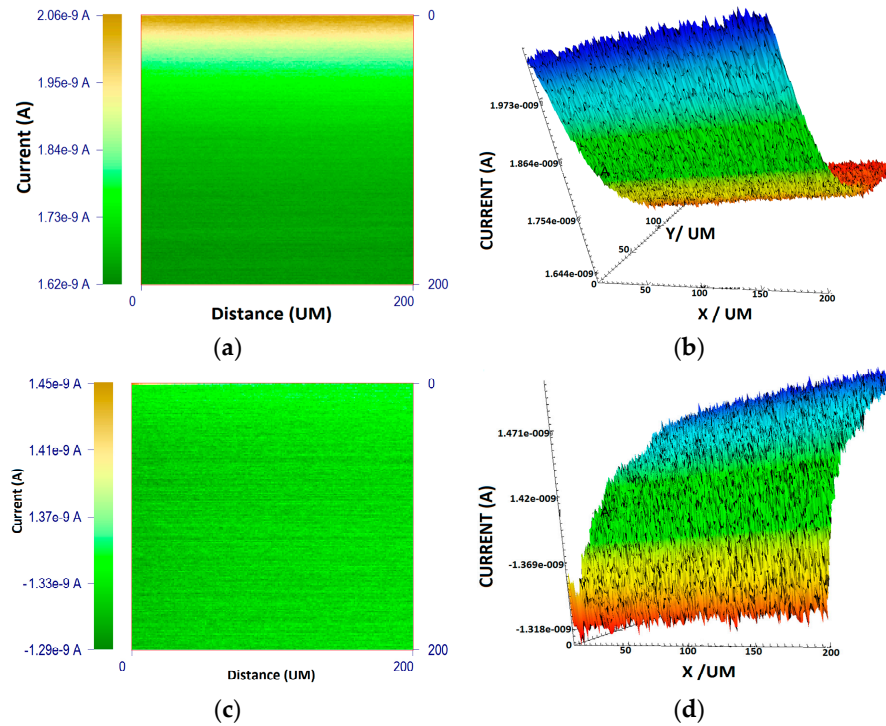 2.06e-9 A
1.95e-9 A
1.84e-9 A
1.73e-9 A
1.62e-9 A
Current (A)
0
200
0
200
Distance (UM)
(a)
1.973e-009
1.864e-009
1.754e-009
1.644e-009
CURRENT (A)
100
50
Y/ UM
0
50
100
150
200
X / UM
(b)
1.45e-9 A
1.41e-9 A
1.37e-9 A
-1.33e-9 A
-1.29e-9 A
Current (A)
0
200
0
200
Distance (UM)
(c)
1.471e-009
1.42e-009
-1.369e-009
-1.318e-009
CURRENT (A)
0
50
100
150
200
X /UM
(d)